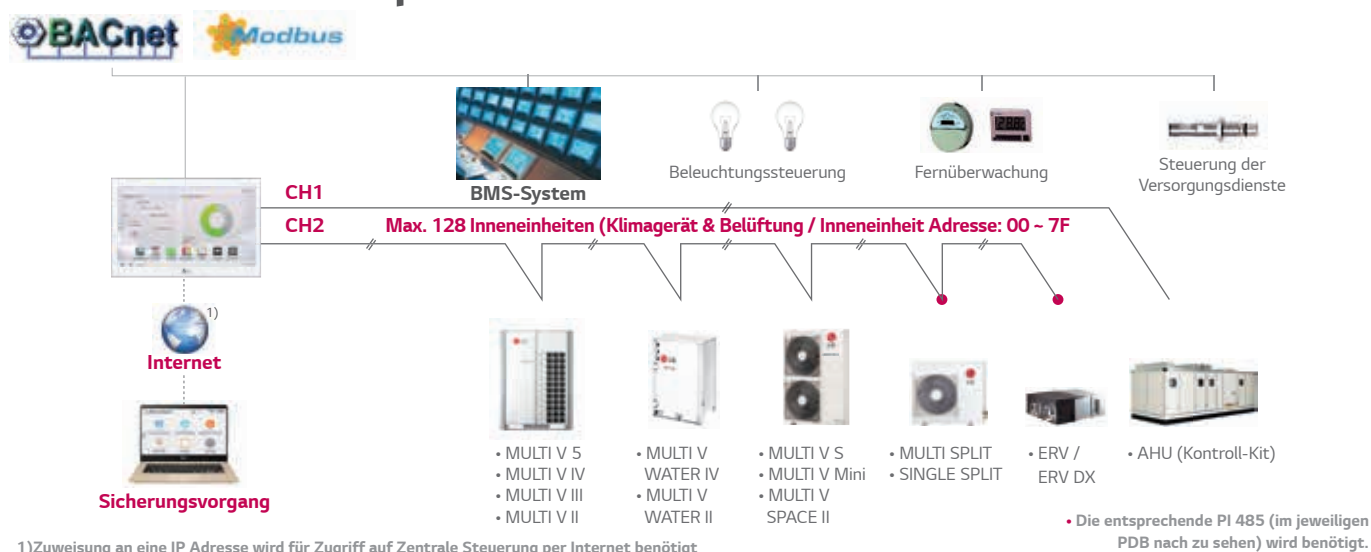 BACnet
Modbus
BMS-System
Beleuchtungssteuerung
Fernüberwachung
Steuerung der
Versorgungsdienste
CH1
CH2
Max. 128 Inneneinheiten (Klimagerät & Belüftung / Inneneinheit Adresse: 00 ~ 7F
1)
Internet
Sicherungsvorgang
• MULTI V 5
• MULTI V IV
• MULTI V III
• MULTI V II
• MULTI V
WATER IV
• MULTI V
WATER II
• MULTI V S
• MULTI V Mini
• MULTI V
SPACE II
• MULTI SPLIT
• SINGLE SPLIT
• ERV /
ERV DX
• AHU (Kontroll-Kit)
• Die entsprechende PI 485 (im jeweiligen
PDB nach zu sehen) wird benötigt.
1)Zuweisung an eine IP Adresse wird für Zugriff auf Zentrale Steuerung per Internet benötigt